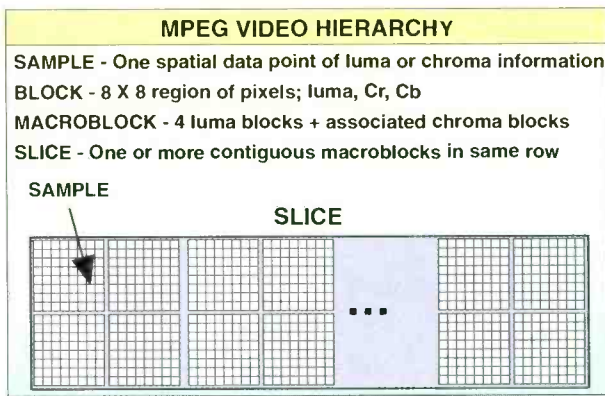 MPEG VIDEO HIERARCHY
SAMPLE - One spatial data point of luma or chroma information
BLOCK - 8 X 8 region of pixels; luma, Cr, Cb
MACROBLOCK - 4 luma blocks + associated chroma blocks
SLICE - One or more contiguous macroblocks in same row
SAMPLE
SLICE
...